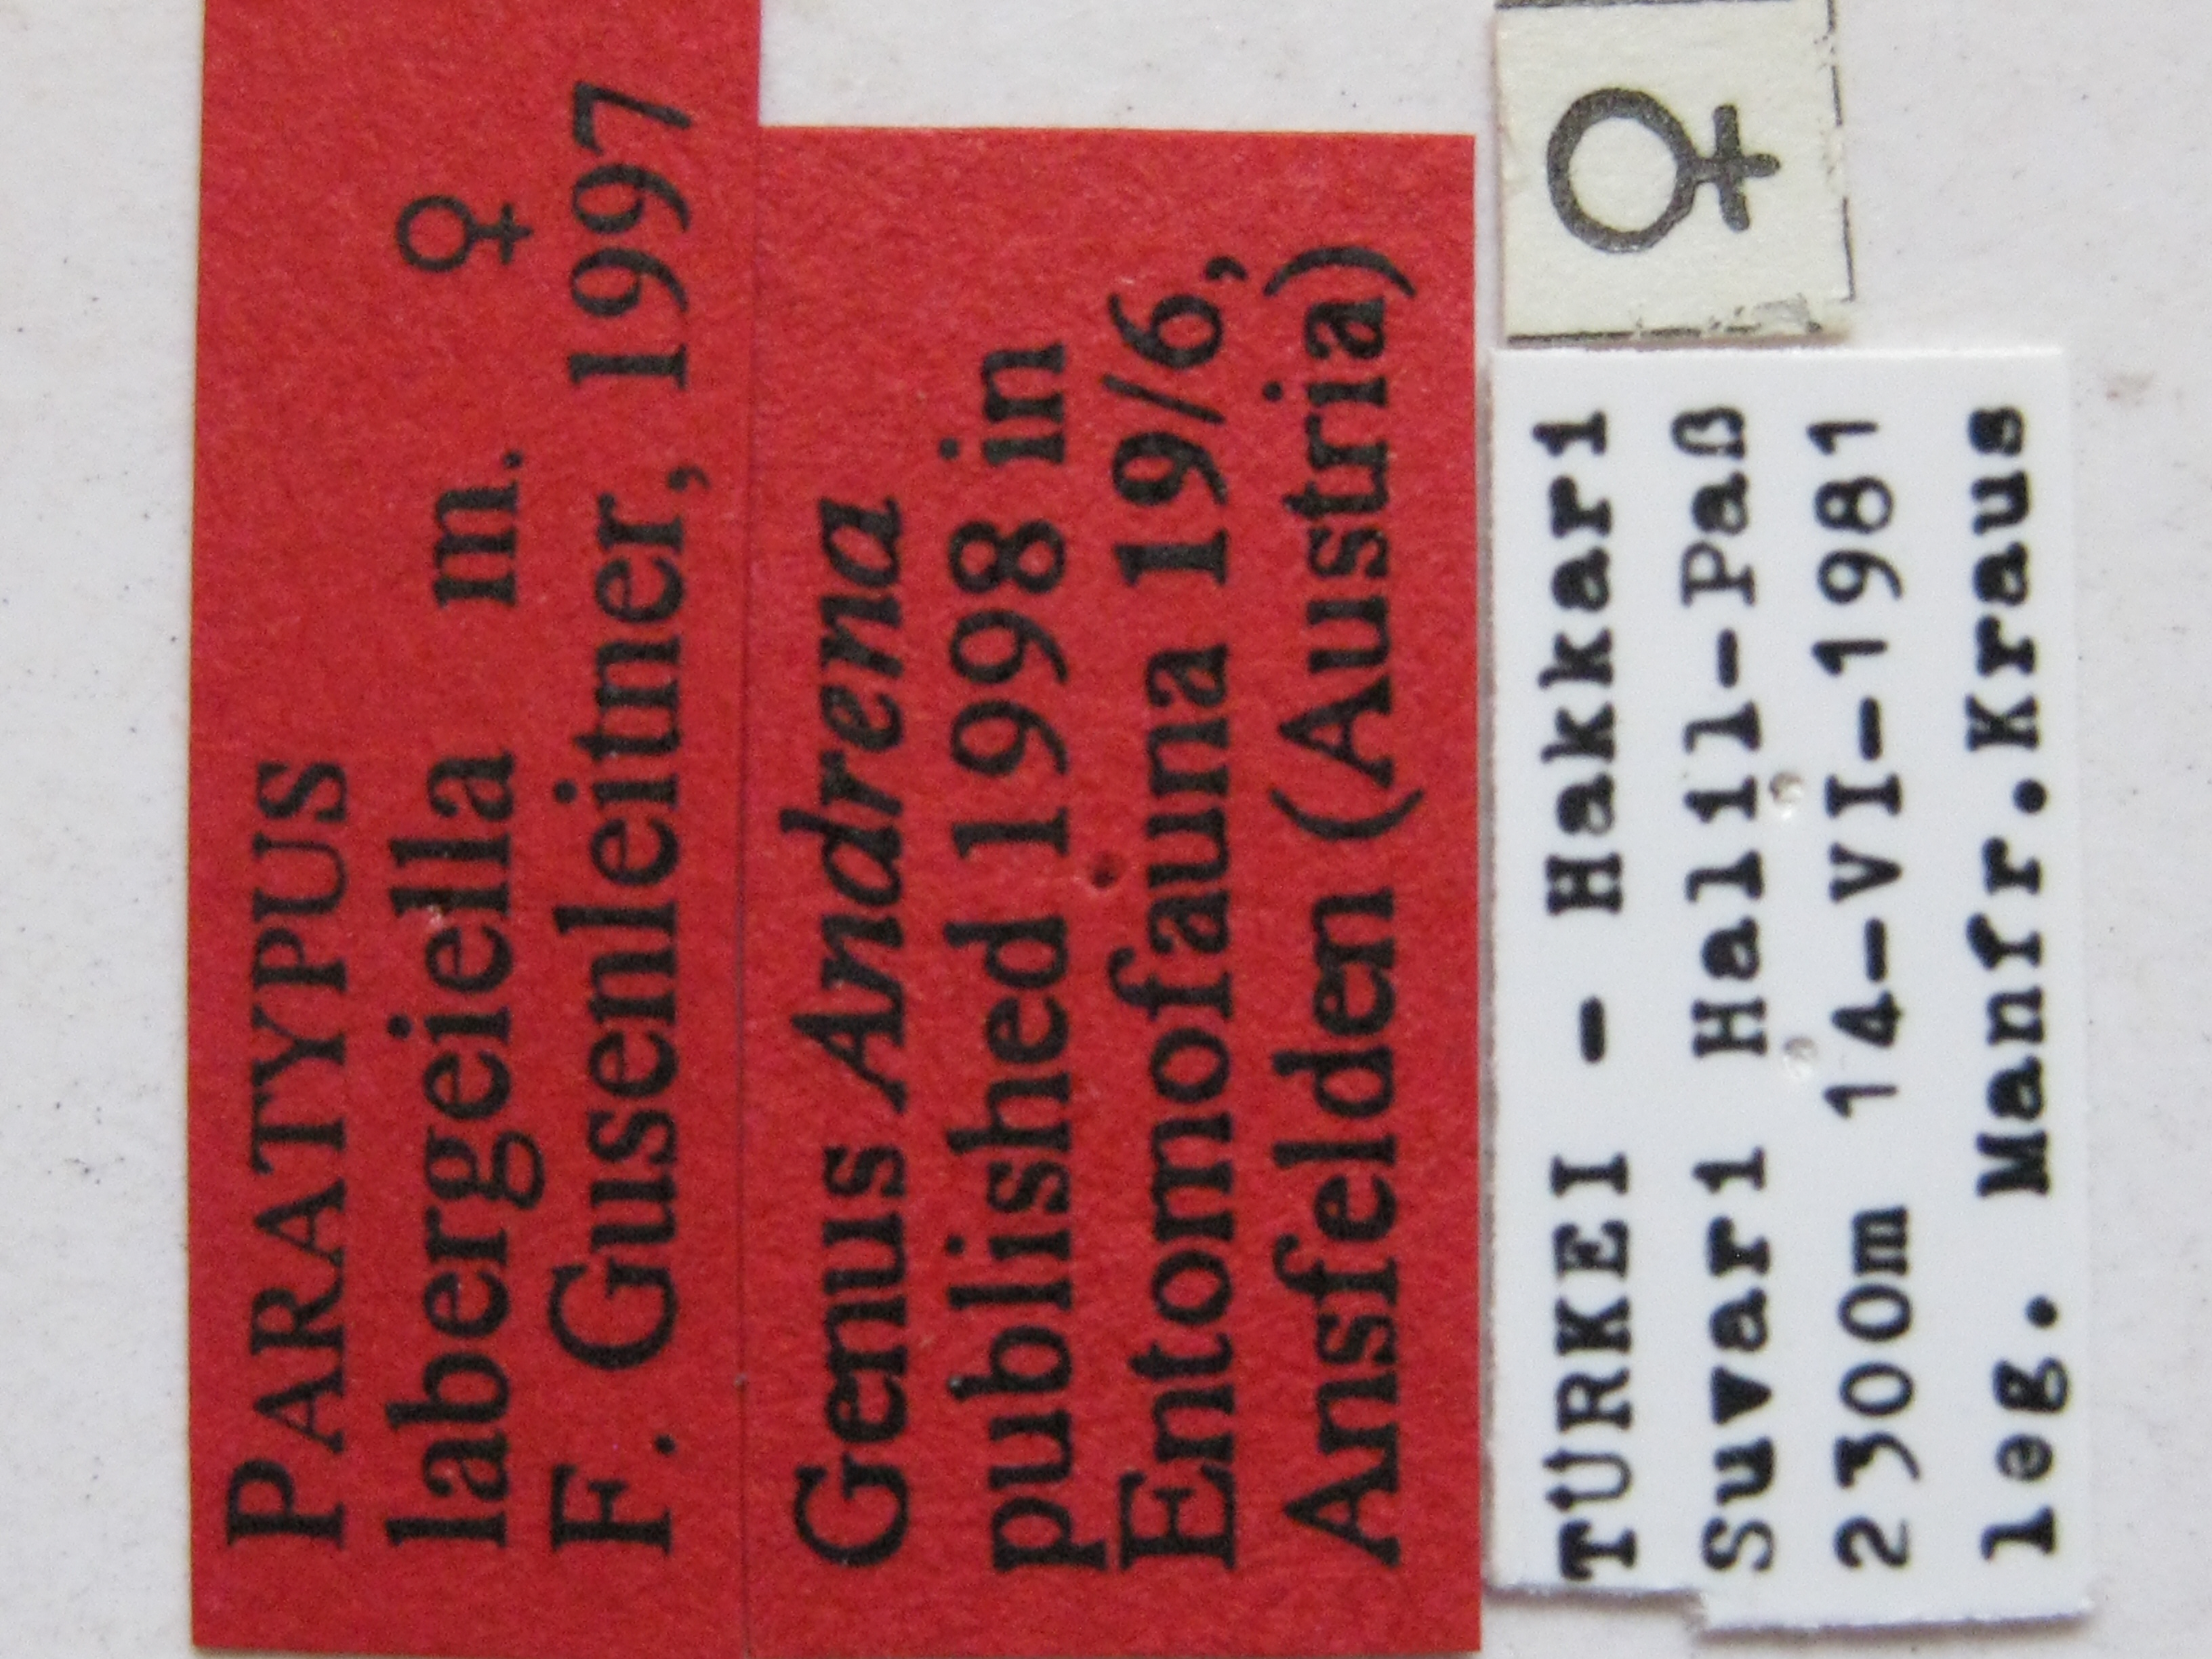 PARATYPUS
labergeiella m. ♀
F. Gusenleitner, 1997
Genus Andrena
published 1998 in
Entomofauna 19/6,
Ansfelden (Austria)
♀
TÜRKEI - Hakkari
Suvari Halil-Paß
2300m 14-VI-1981
leg. Manfr.Kraus